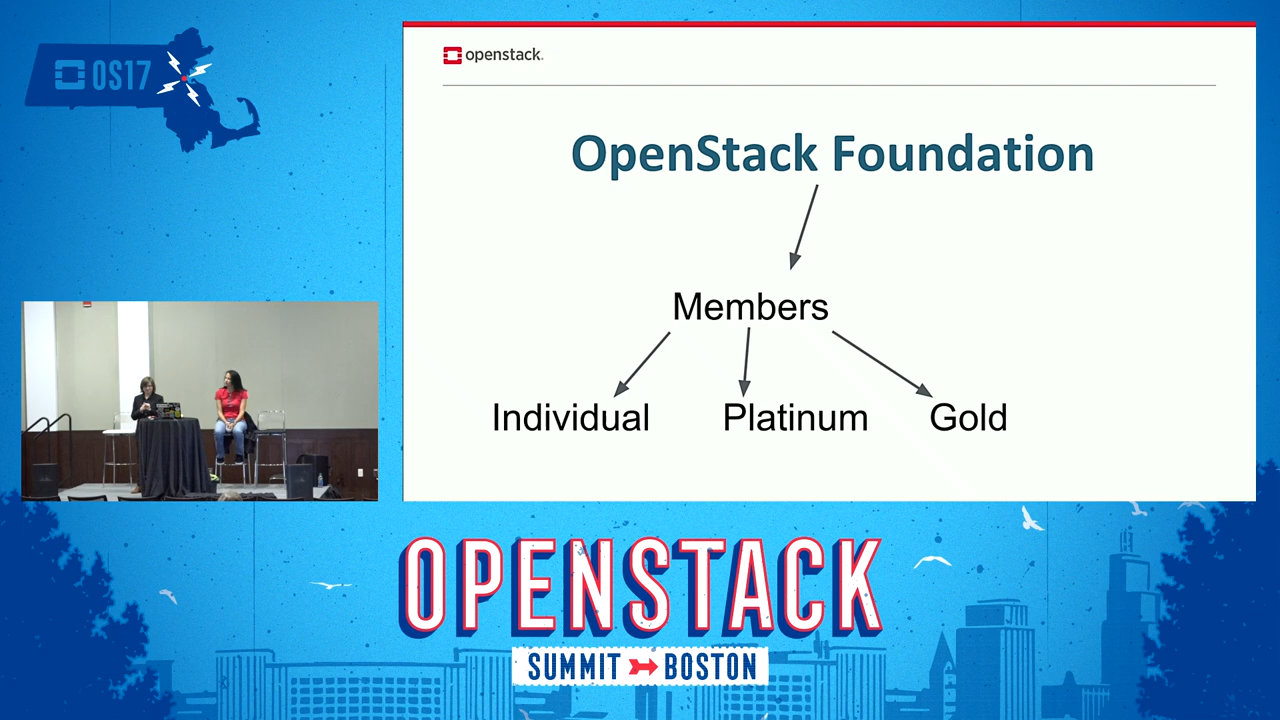 OS17
openstack.
OpenStack Foundation
Members
Individual Platinum Gold
OPENSTACK
SUMMIT BOSTON